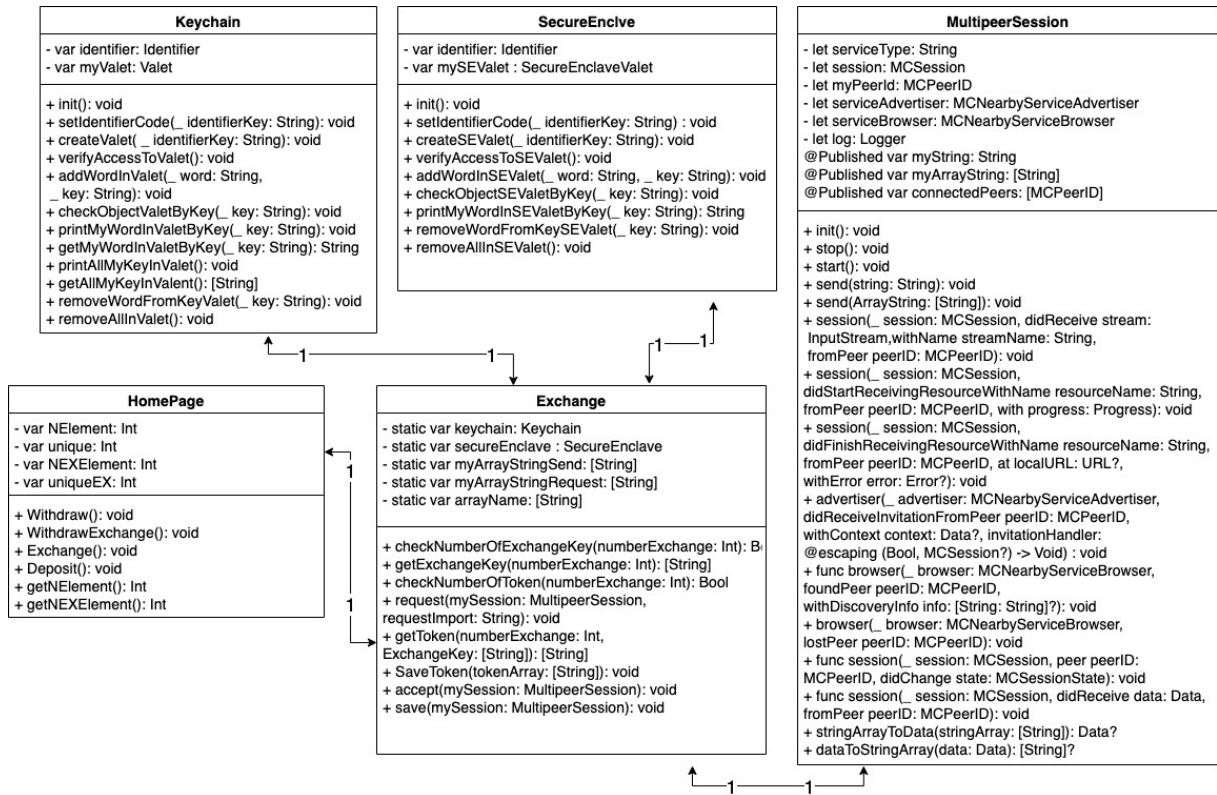 Keychain
- var identifier: Identifier
- var myValet: Valet
+ init(): void
+ setIdentifierCode(_ identifierKey: String): void
+ createValet( _ identifierKey: String): void
+ verifyAccessToValet(): void
+ addWordInValet(_ word: String,
_ key: String): void
+ checkObjectValetByKey(_ key: String): void
+ printMyWordInValetByKey(_ key: String): void
+ getMyWordInValetByKey(_ key: String): String
+ printAllMyKeyInValet(): void
+ getAllMyKeyInValent(): [String]
+ removeWordFromKeyValet(_ key: String): void
+ removeAllInValet(): void
SecureEnclve
- var identifier: Identifier
- var mySEValet : SecureEnclaveValet
+ init(): void
+ setIdentifierCode(_ identifierKey: String) : void
+ createSEValet(_ identifierKey: String): void
+ verifyAccessToSEValet(): void
+ addWordInSEValet(_ word: String, _ key: String): void
+ checkObjectSEValetByKey(_ key: String): void
+ printMyWordInSEValetByKey(_ key: String): String
+ removeWordFromKeySEValet(_ key: String): void
+ removeAllInSEValet(): void
MultipeerSession
- let serviceType: String
- let session: MCSession
- let myPeerId: MCPeerID
- let serviceAdvertiser: MCNearbyServiceAdvertiser
- let serviceBrowser: MCNearbyServiceBrowser
- let log: Logger
@Published var myString: String
@Published var myArrayString: [String]
@Published var connectedPeers: [MCPeerID]
+ init(): void
+ stop(): void
+ start(): void
+ send(string: String): void
+ send(ArrayString: [String]): void
+ session(_ session: MCSession, didReceive stream:
InputStream,withName streamName: String,
fromPeer peerID: MCPeerID): void
+ session(_ session: MCSession,
didStartReceivingResourceWithName resourceName: String,
fromPeer peerID: MCPeerID, with progress: Progress): void
+ session(_ session: MCSession,
didFinishReceivingResourceWithName resourceName: String,
fromPeer peerID: MCPeerID, at localURL: URL?,
withError error: Error?): void
+ advertiser(_ advertiser: MCNearbyServiceAdvertiser,
didReceiveInvitationFromPeer peerID: MCPeerID,
withContext context: Data?, invitationHandler:
@escaping (Bool, MCSession?) -> Void) : void
+ func browser(_ browser: MCNearbyServiceBrowser,
foundPeer peerID: MCPeerID,
withDiscoveryInfo info: [String: String]?): void
+ browser(_ browser: MCNearbyServiceBrowser,
lostPeer peerID: MCPeerID): void
+ func session(_ session: MCSession, peer peerID:
MCPeerID, didChange state: MCSessionState): void
+ func session(_ session: MCSession, didReceive data: Data,
fromPeer peerID: MCPeerID): void
+ stringArrayToData(stringArray: [String]): Data?
+ dataToStringArray(data: Data): [String]?
1
1
1
1
HomePage
- var NElement: Int
- var unique: Int
- var NEXElement: Int
- var uniqueEX: Int
+ Withdraw(): void
+ WithdrawExchange(): void
+ Exchange(): void
+ Deposit(): void
+ getNElement(): Int
+ getNEXElement(): Int
1
1
Exchange
- static var keychain: Keychain
- static var secureEnclave : SecureEnclave
- static var myArrayStringSend: [String]
- static var myArrayStringRequest: [String]
- static var arrayName: [String]
+ checkNumberOfExchangeKey(numberExchange: Int): B
+ getExchangeKey(numberExchange: Int): [String]
+ checkNumberOfToken(numberExchange: Int): Bool
+ request(mySession: MultipeerSession,
requestImport: String): void
+ getToken(numberExchange: Int,
ExchangeKey: [String]): [String]
+ SaveToken(tokenArray: [String]): void
+ accept(mySession: MultipeerSession): void
+ save(mySession: MultipeerSession): void
1
1